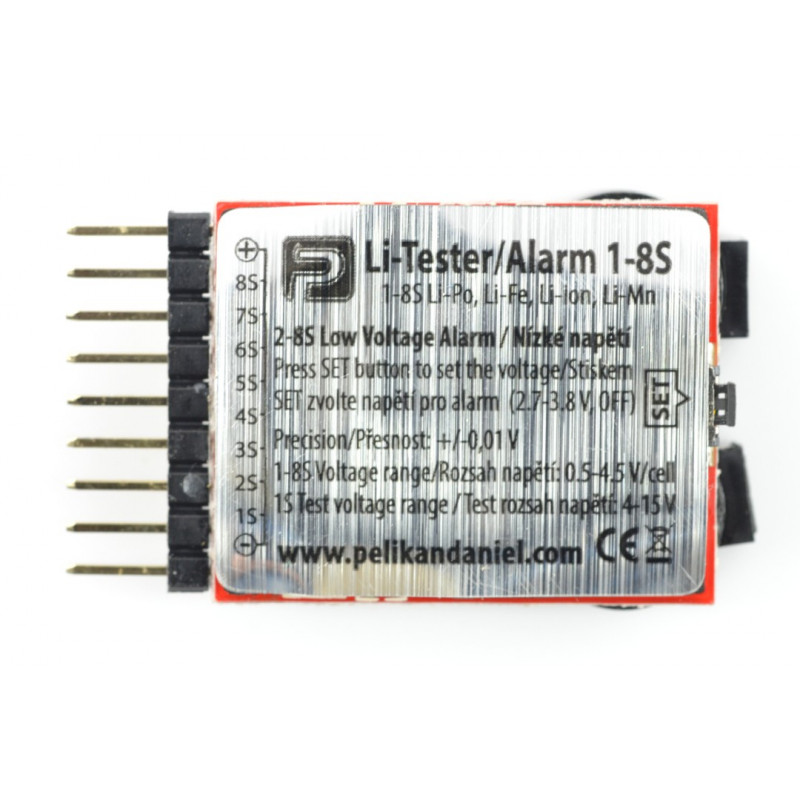 Li-Tester/Alarm 1-8S
1-8S Li-Po, Li-Fe, Li-Ion, Li-Mn
2-8S Low Voltage Alarm / Nízké napětí
Press SET button to set the voltage/Stiskem
SET zvolte napětí pro alarm (2.7-3.8 V, OFF)
Precision/Přesnost: +/-0,01 V
1-8S Voltage range/Rozsah napětí: 0.5-4.5 V/cell
1S Test voltage range / Test rozsah napětí: 4-15V
www.pelikandaniel.com CE
+
8S
7S
6S
5S
4S
3S
2S
1S
-
SET